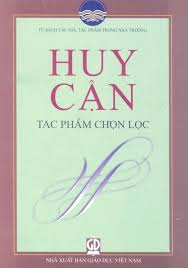 TỦ SÁCH TÁC GIẢ, TÁC PHẨM TRONG NHÀ TRƯỜNG
HUY
CẬN
TÁC PHẨM CHỌN LỌC
GD
NHÀ XUẤT BẢN GIÁO DỤC VIỆT NAM